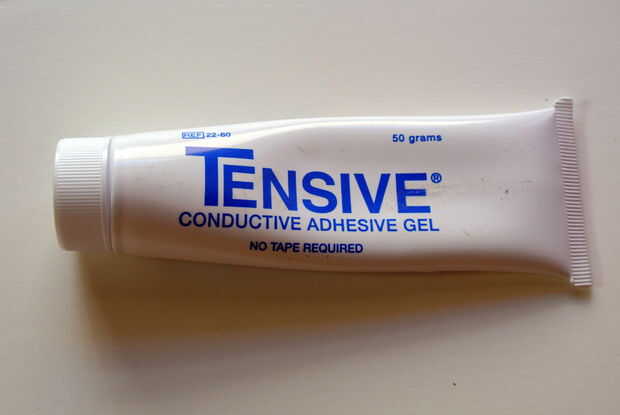 REF 22-60 50 grams
TENSIVE®
CONDUCTIVE ADHESIVE GEL
NO TAPE REQUIRED